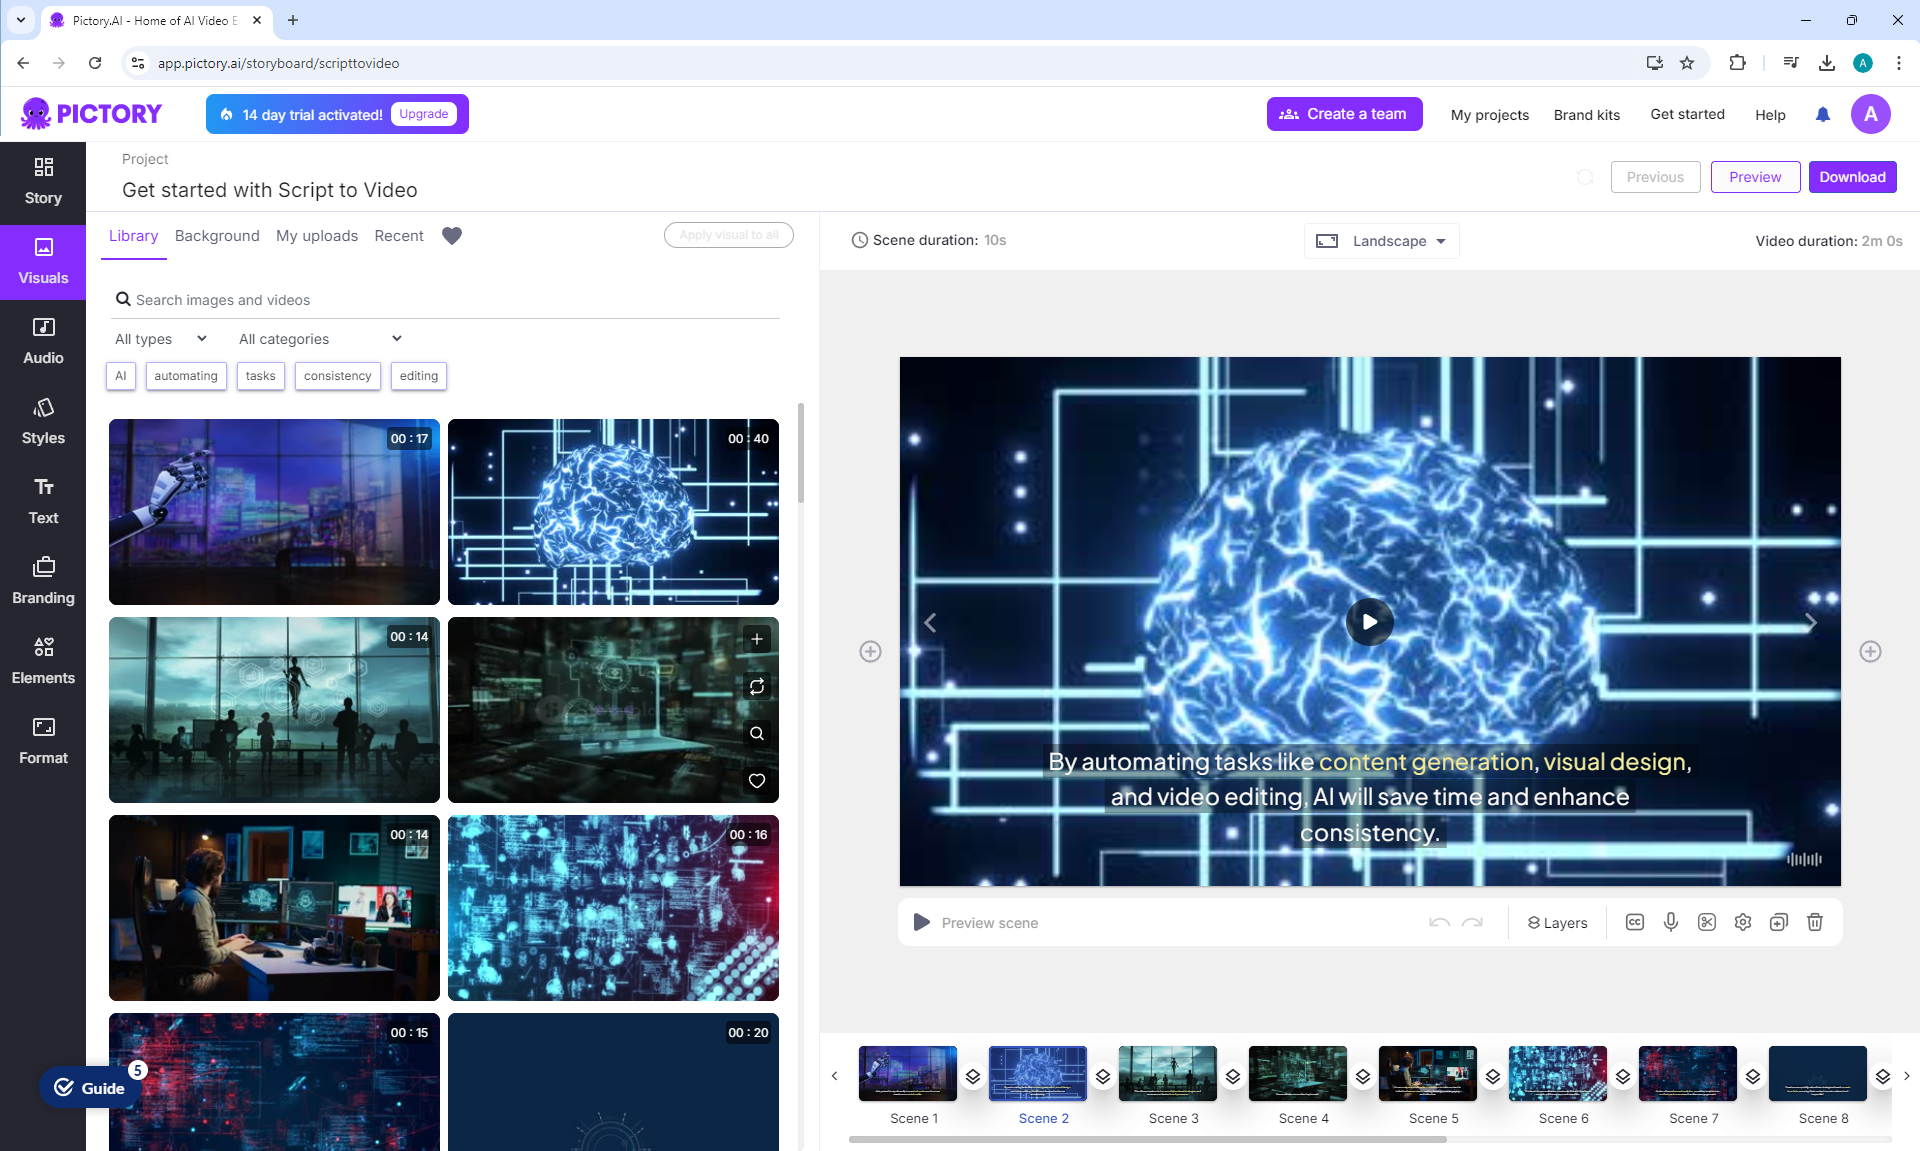 Pictory.AI - Home of AI Video E
app.pictory.ai/storyboard/scripttovideo
A
PICTORY
14 day trial activated!
Upgrade
Create a team
My projects
Brand kits
Get started
Help
A
Project
Get started with Script to Video
Previous
Preview
Download
Story
Visuals
Audio
Styles
Text
Branding
Elements
Format
Library
Background
My uploads
Recent
Apply visual to all
Search images and videos
All types
All categories
AI
automating
tasks
consistency
editing
00 : 17
00 : 40
00 : 14
00 : 14
00 : 16
00 : 15
00 : 20
Guide
5
Scene duration: 10s
Landscape
Video duration: 2m 0s
By automating tasks like content generation, visual design,
and video editing, AI will save time and enhance
consistency.
Preview scene
Layers
CC
Scene 1
Scene 2
Scene 3
Scene 4
Scene 5
Scene 6
Scene 7
Scene 8